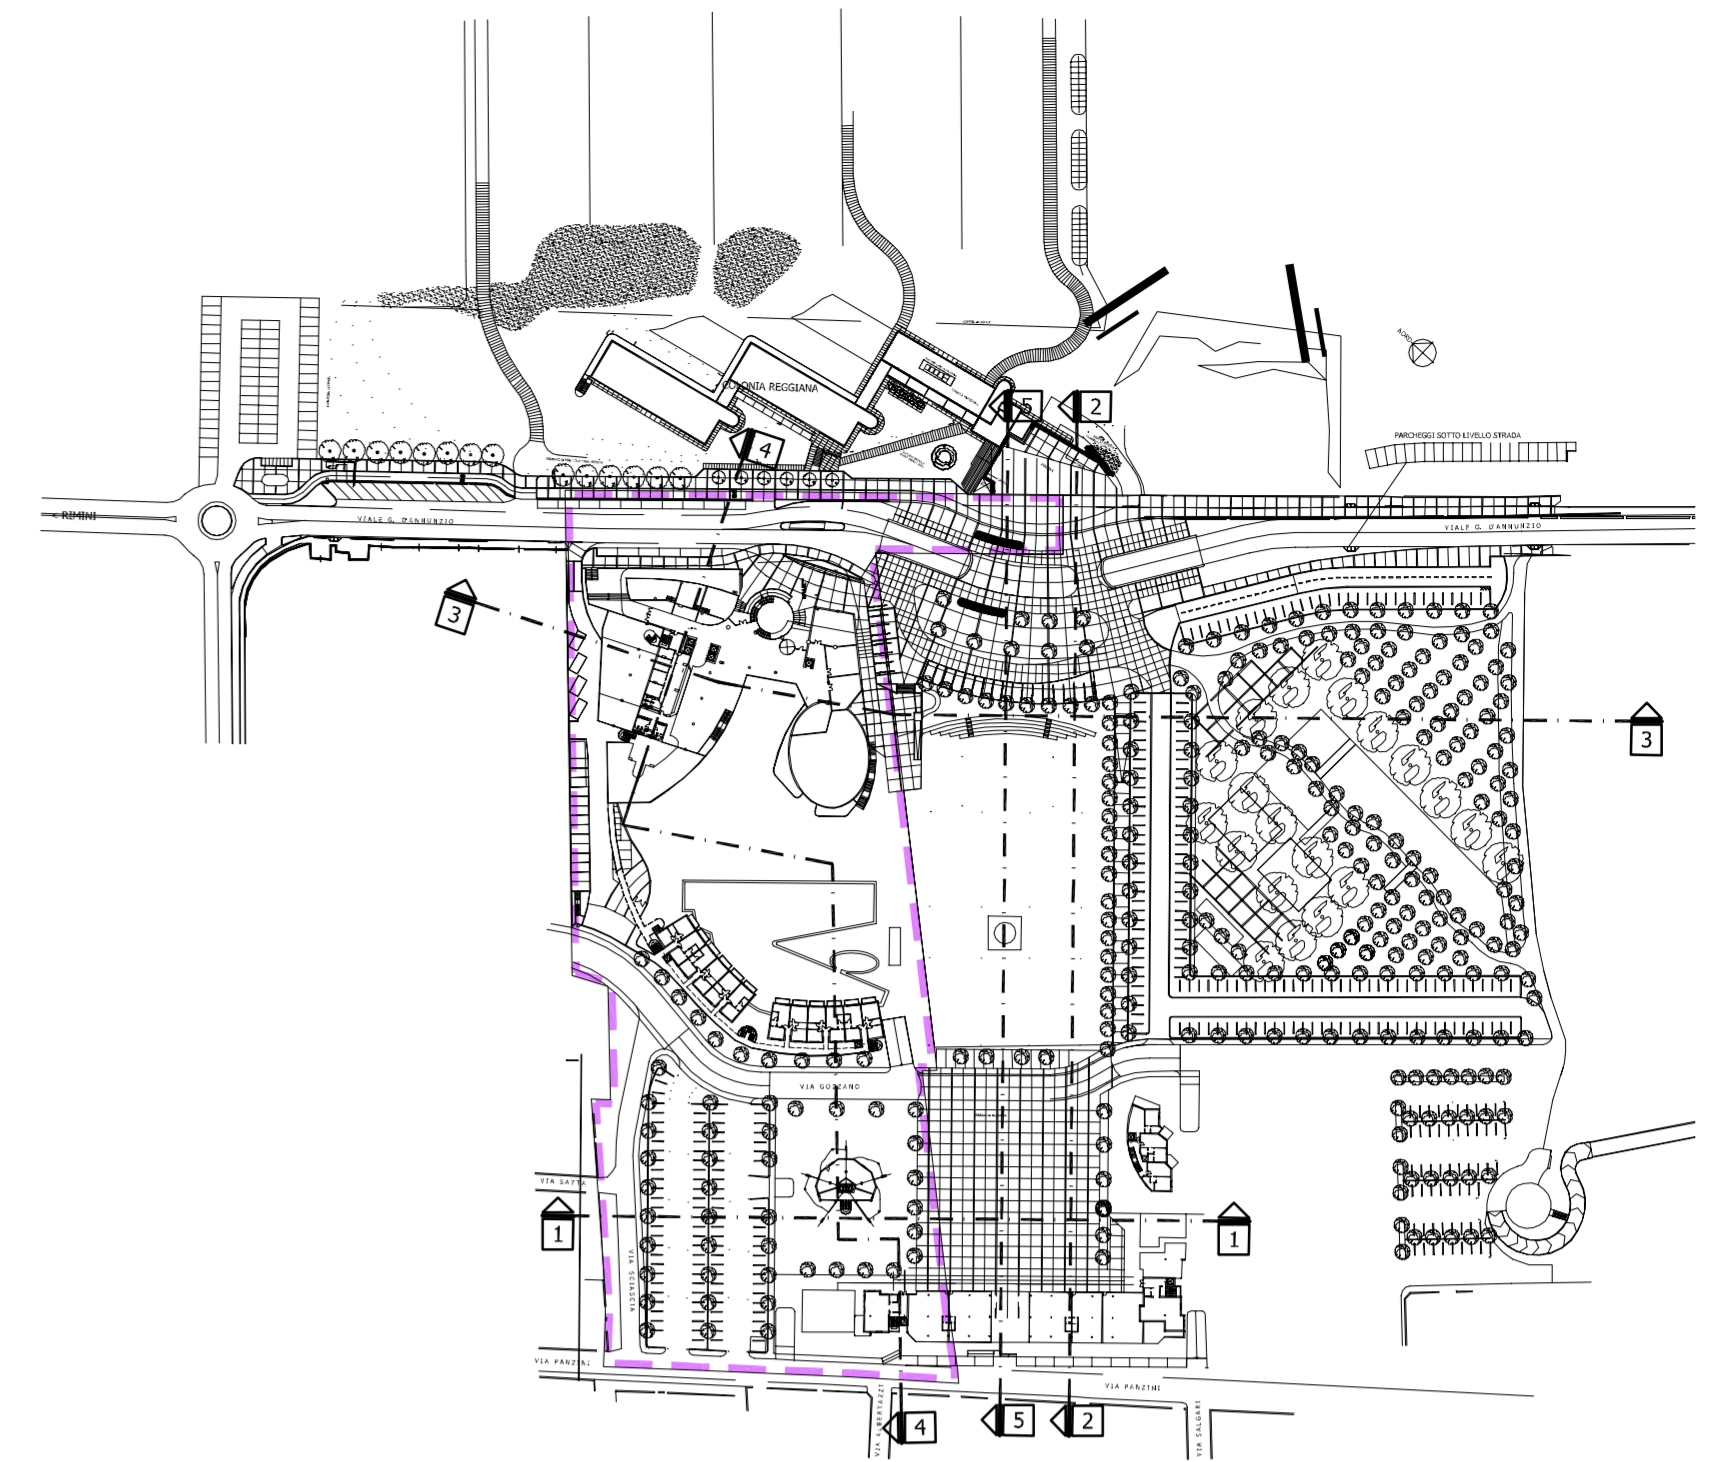 NORD
COLONIA REGGIANA
5
2
4
PARCHEGGI SOTTO LIVELLO STRADA
< RIMINI
VIALE G. D'ANNUNZIO
VIALE G. D'ANNUNZIO
3
3
VIA GOZZANO
VIA SATTA
1
1
VIA SCIASCIA
VIA PANZINI
VIA PANZINI
VIA ALBERTAZZI
4
5
2
VIA SALGARI